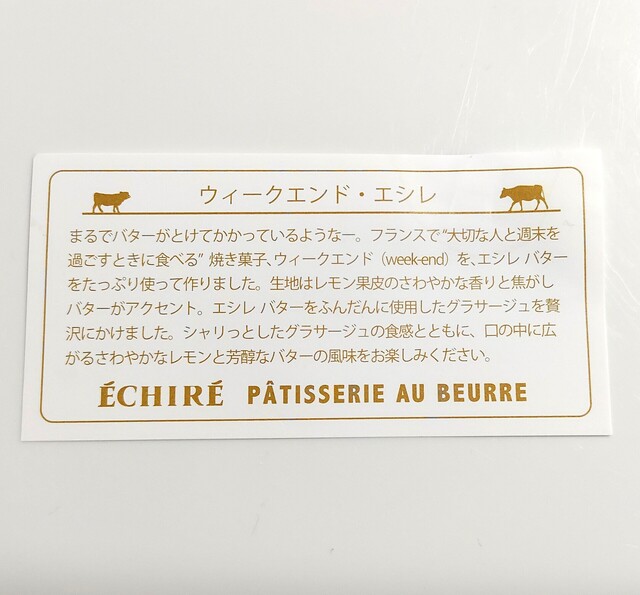 ウィークエンド・エシレ
まるでバターがとけてかかっているようなー。フランスで“大切な人と週末を
過ごすときに食べる”焼き菓子、ウィークエンド（week-end）を、エシレ バター
をたっぷり使って作りました。生地はレモン果皮のさわやかな香りと焦がし
バターがアクセント。エシレ バターをふんだんに使用したグラサージュを贅
沢にかけました。シャリっとしたグラサージュの食感とともに、口の中に広
がるさわやかなレモンと芳醇なバターの風味をお楽しみください。
ÉCHIRÉ PÂTISSERIE AU BEURRE